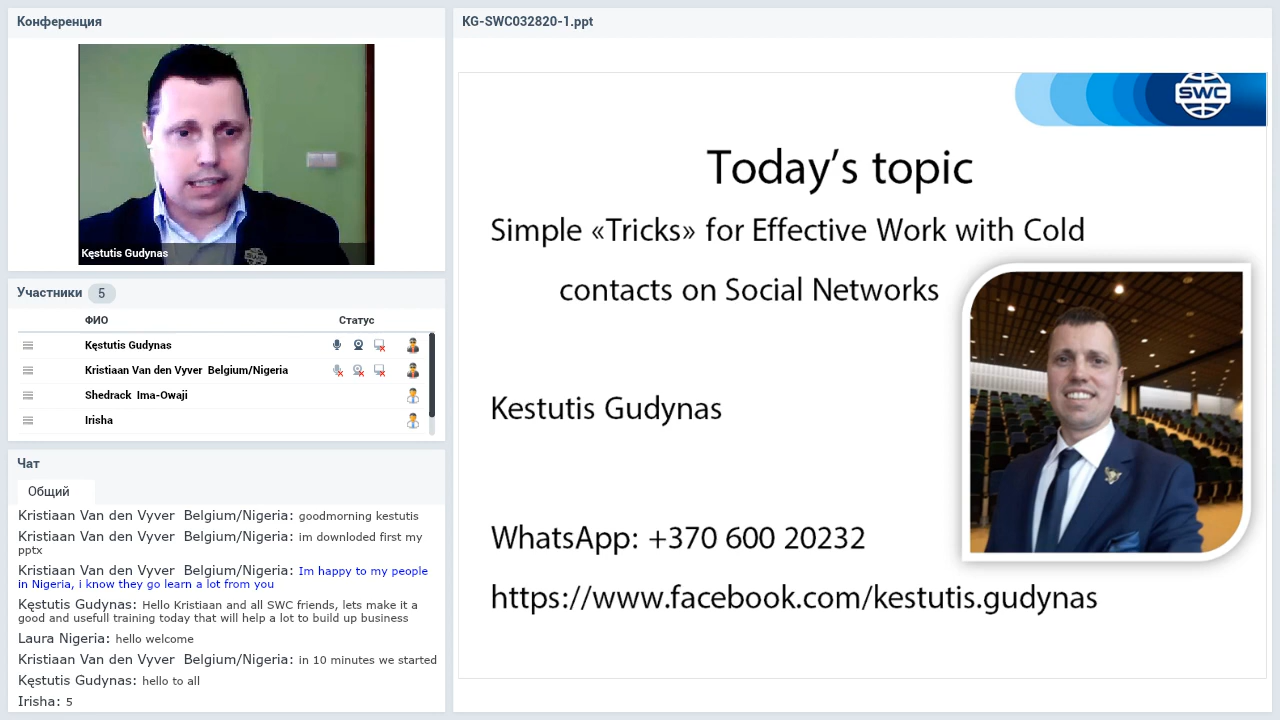 Конференция
Kęstutis Gudynas
Участники 5
ФИО Статус
Kęstutis Gudynas
Kristiaan Van den Vyver Belgium/Nigeria
Shedrack Ima-Owaji
Irisha
Чат
Общий
Kristiaan Van den Vyver Belgium/Nigeria: goodmorning kestutis
Kristiaan Van den Vyver Belgium/Nigeria: im downloded first my
pptx
Kristiaan Van den Vyver Belgium/Nigeria: Im happy to my people
in Nigeria, i know they go learn a lot from you
Kęstutis Gudynas: Hello Kristiaan and all SWC friends, lets make it a
good and usefull training today that will help a lot to build up business
Laura Nigeria: hello welcome
Kristiaan Van den Vyver Belgium/Nigeria: in 10 minutes we started
Kęstutis Gudynas: hello to all
Irisha: 5
KG-SWC032820-1.ppt
SWC
Today’s topic
Simple «Tricks» for Effective Work with Cold
contacts on Social Networks
Kestutis Gudynas
WhatsApp: +370 600 20232
https://www.facebook.com/kestutis.gudynas